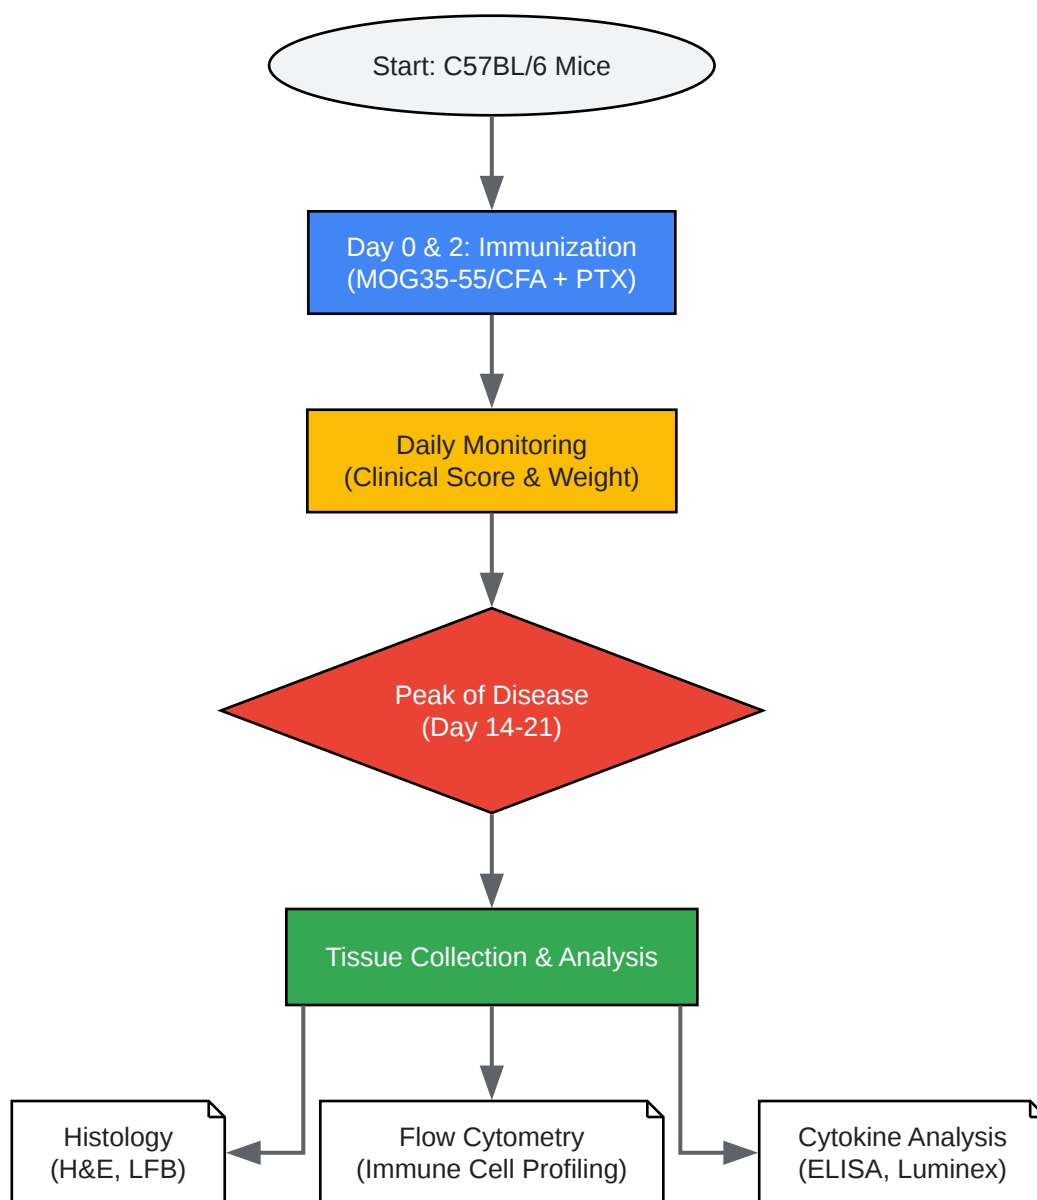 Start: C57BL/6 Mice
Day 0 & 2: Immunization
(MOG35-55/CFA + PTX)
Daily Monitoring
(Clinical Score & Weight)
Peak of Disease
(Day 14-21)
Tissue Collection & Analysis
Histology
(H&E, LFB)
Flow Cytometry
(Immune Cell Profiling)
Cytokine Analysis
(ELISA, Luminex)